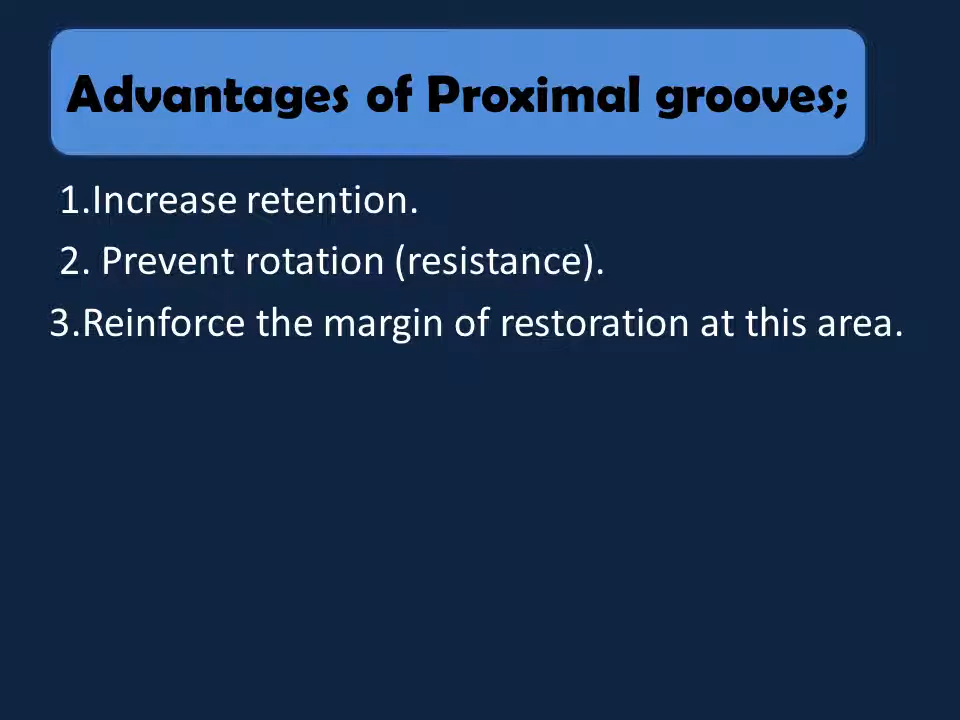 Advantages of Proximal grooves;
1.Increase retention.
2. Prevent rotation (resistance).
3.Reinforce the margin of restoration at this area.